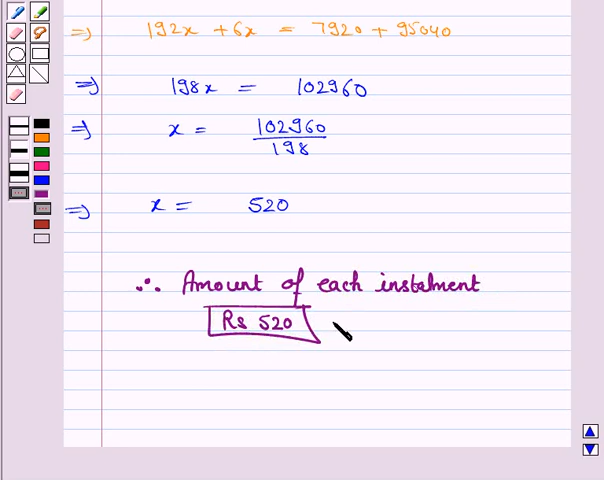 => 192x + 6x = 7920 + 95040
=> 198x = 102960
=> x = 102960/198
=> x = 520
∴ Amount of each instalment
Rs 520